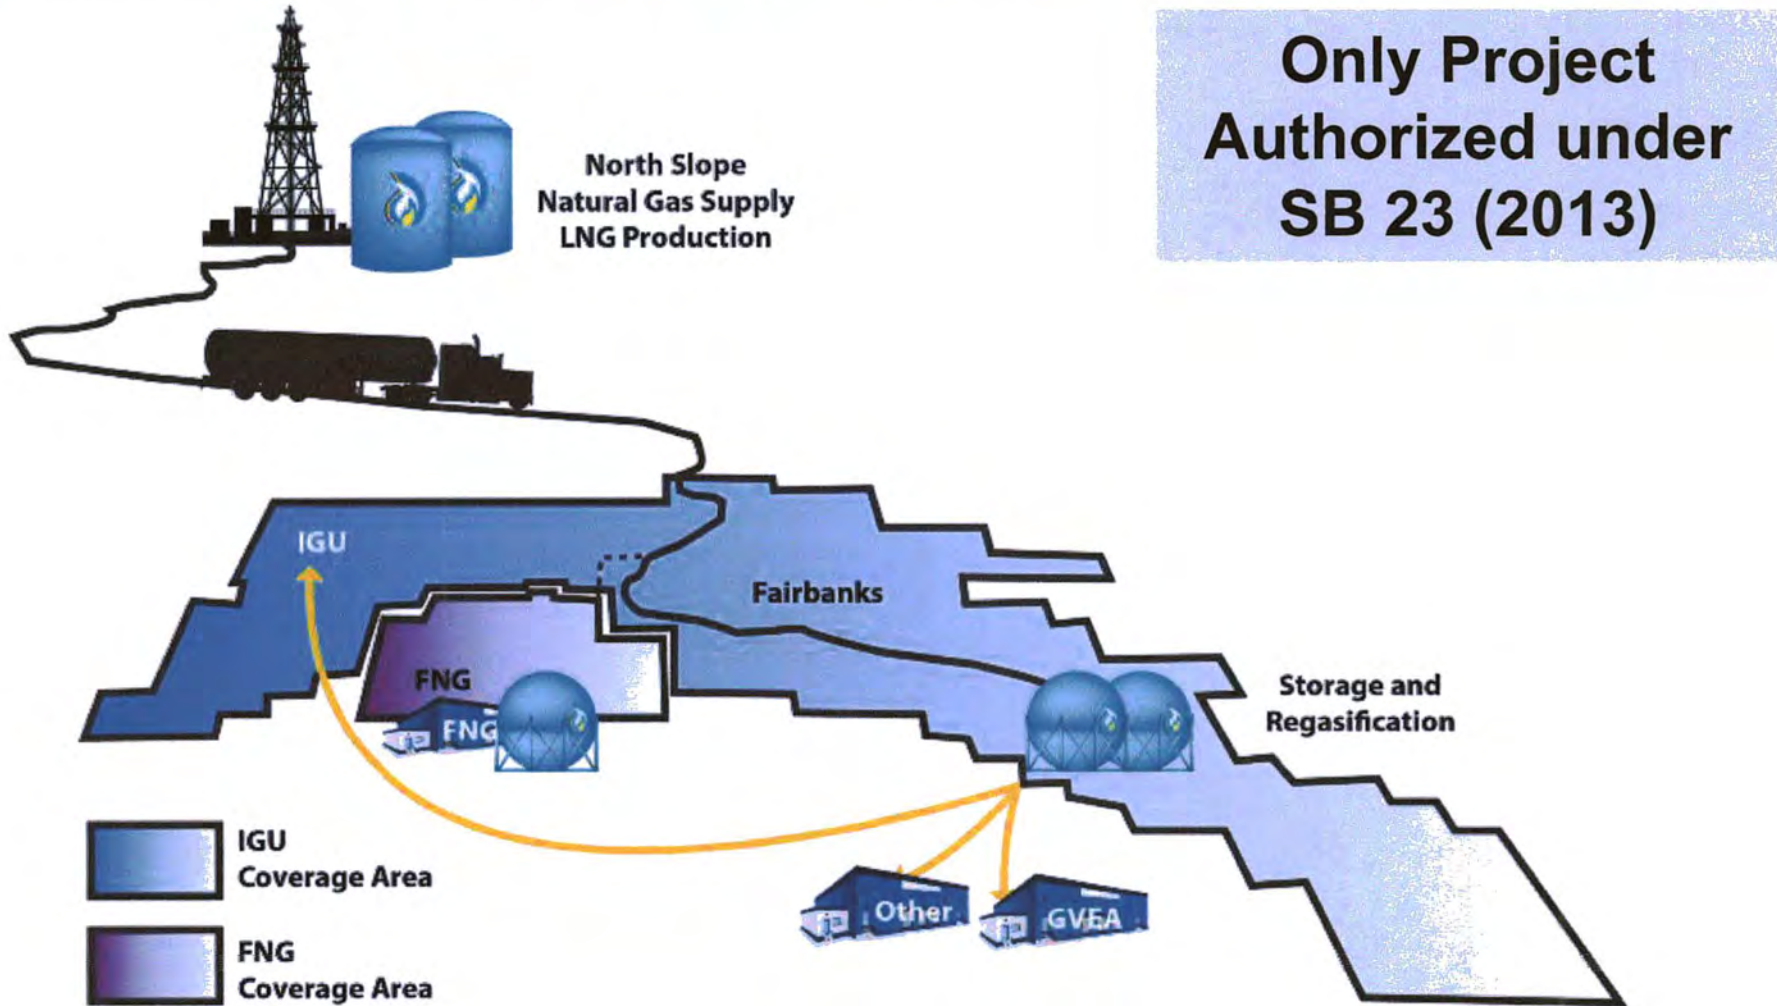 Only Project
Authorized under
SB 23 (2013)
North Slope
Natural Gas Supply
LNG Production
IGU
Fairbanks
FNG
FNG
Storage and
Regasification
IGU
Coverage Area
Other
GVEA
FNG
Coverage Area